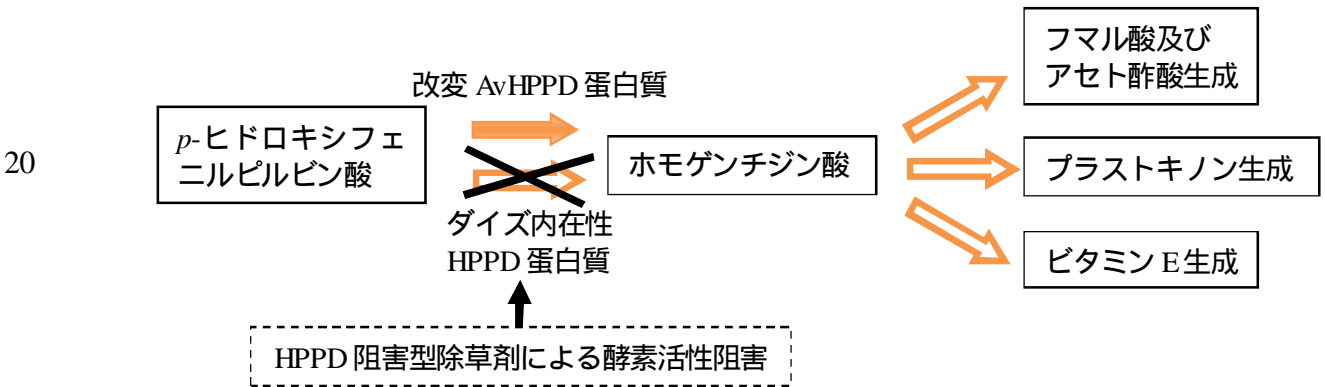 フマル酸及び
アセト酢酸生成
改変 AvHPPD 蛋白質
p-ヒドロキシフェ
ニルピルビン酸
20
ホモゲンチジン酸
プラストキノン生成
ダイズ内在性
HPPD 蛋白質
ビタミン E生成
HPPD 阻害型除草剤による酵素活性阻害